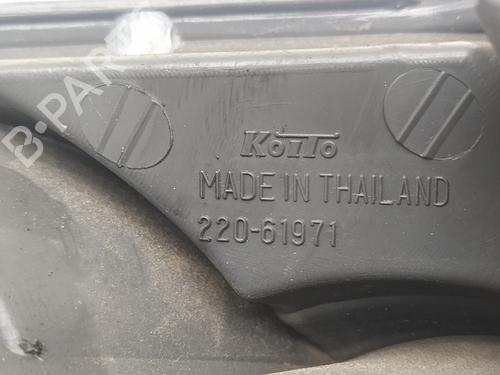 B-PARTS
KOITO
MADE IN THAILAND
220-61971